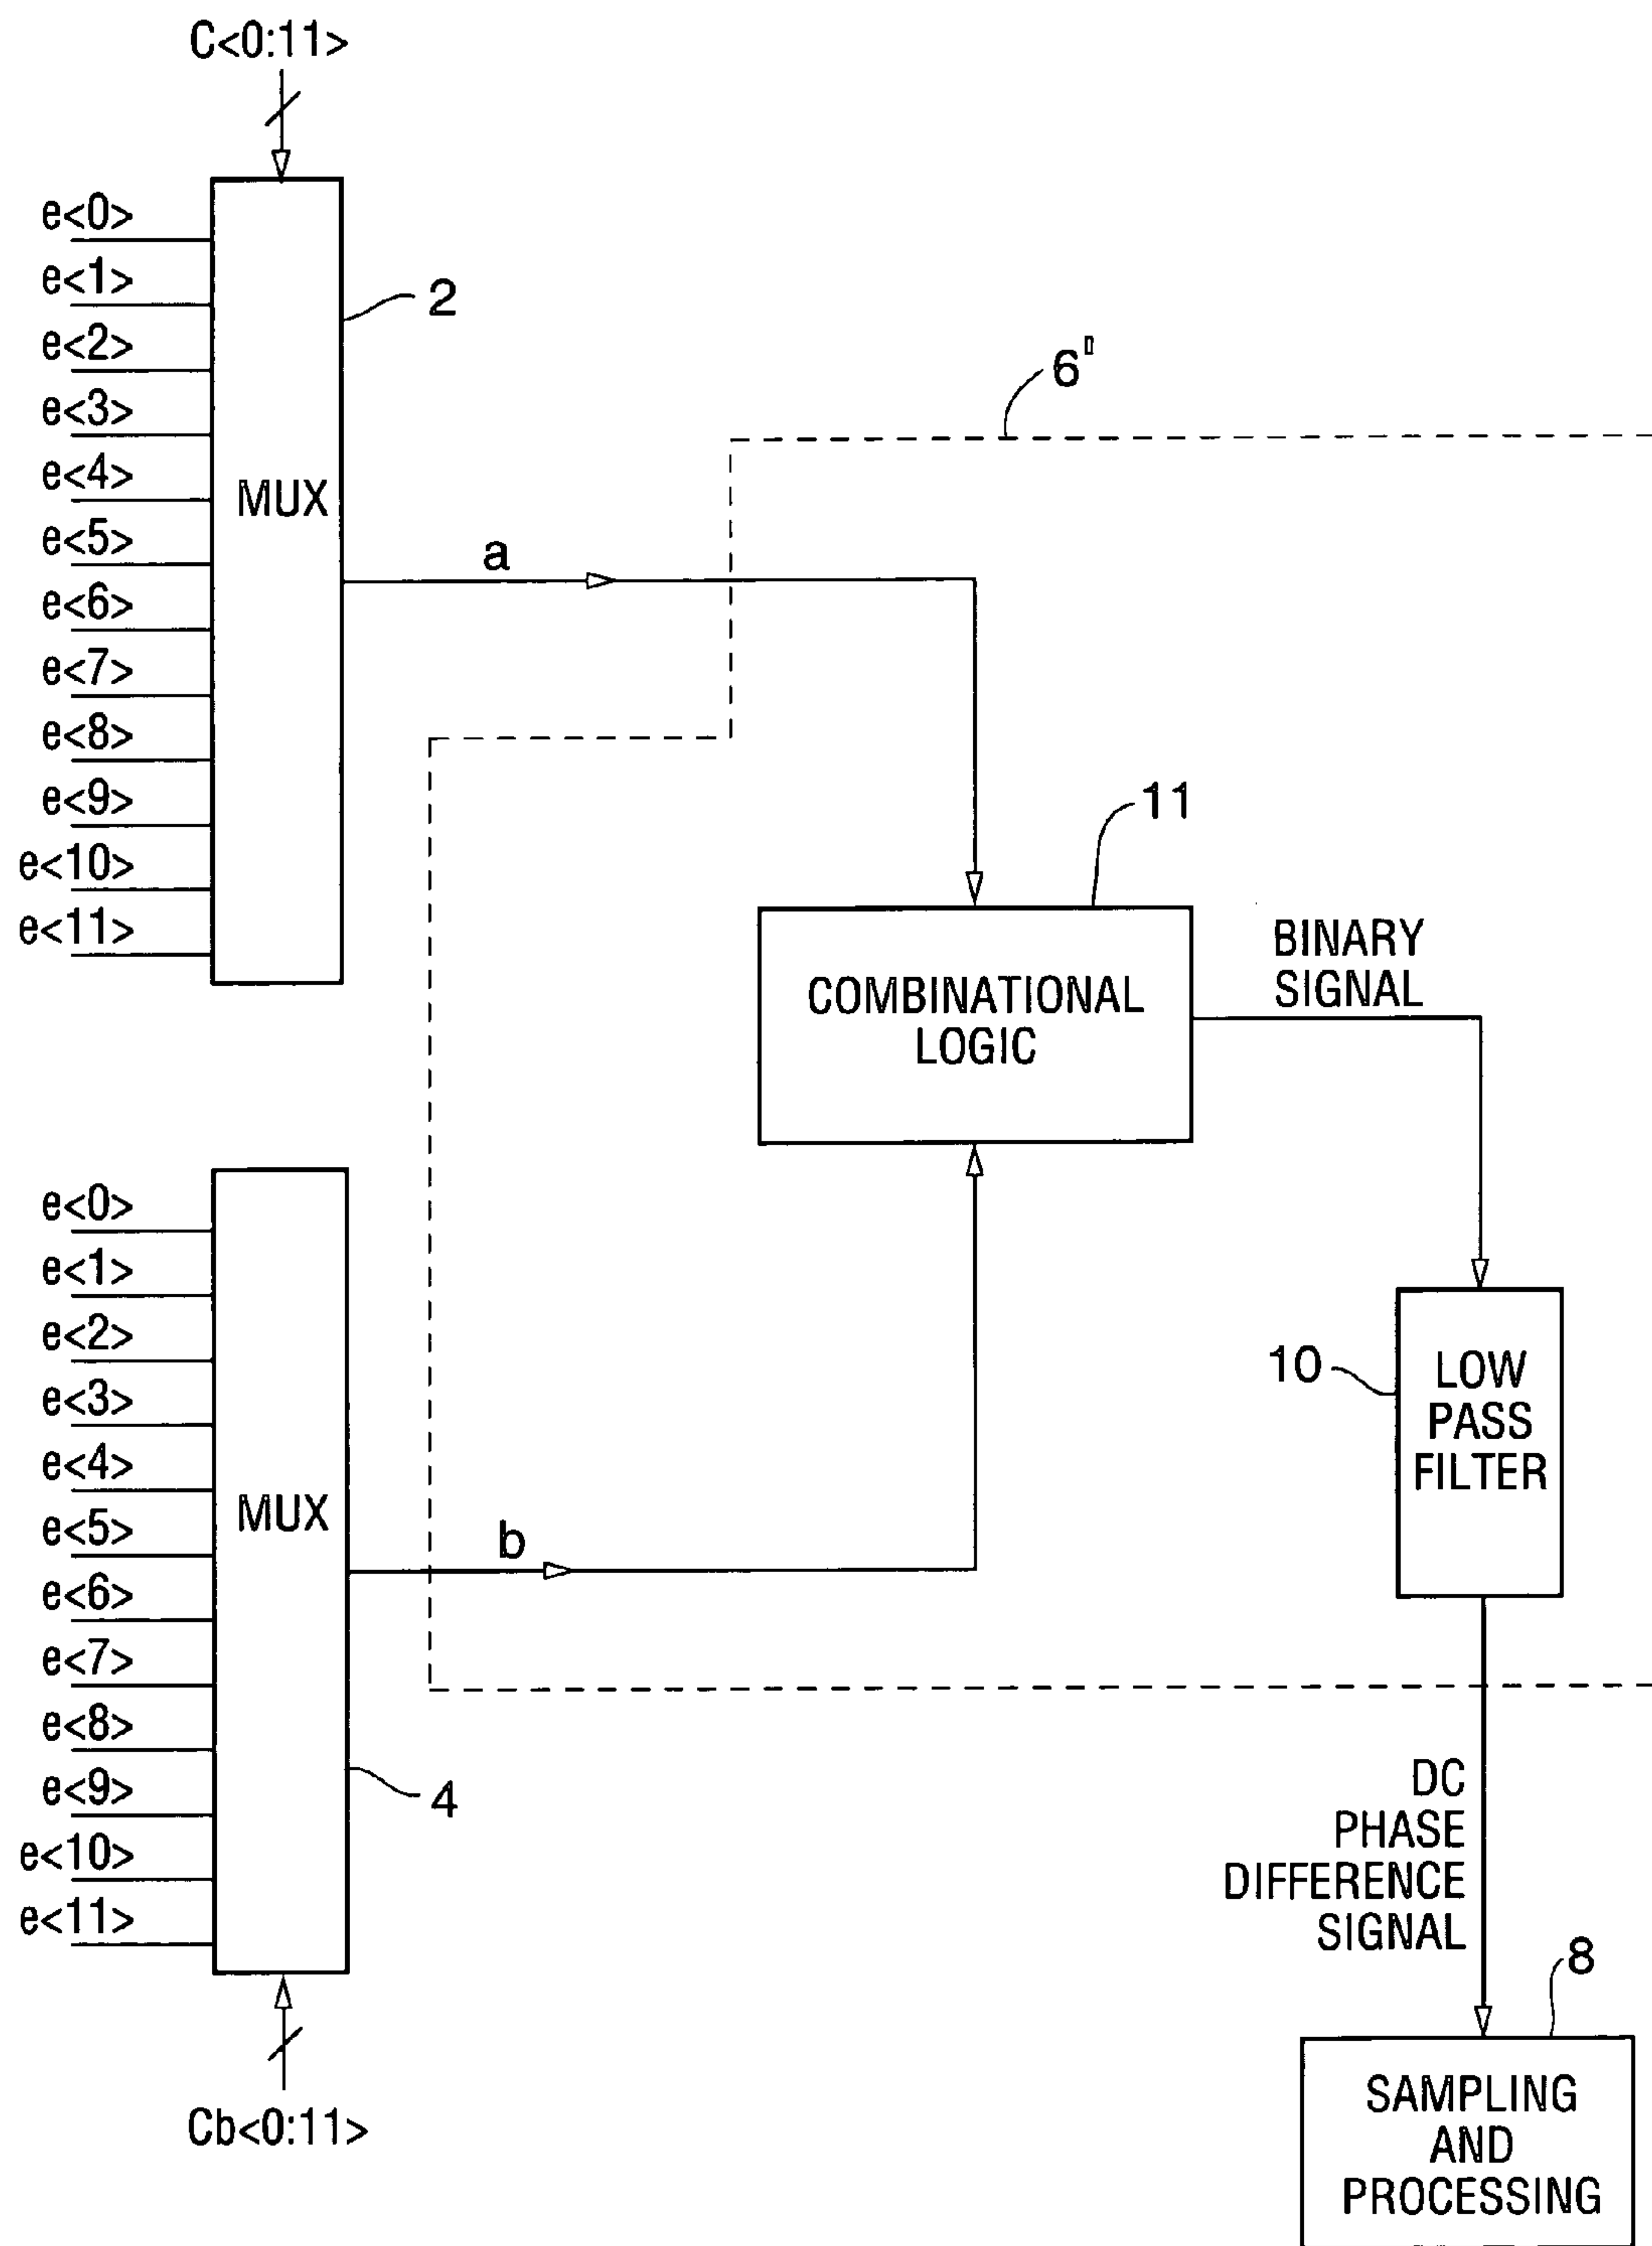 C<0:11>
e<0>
e<1>
e<2>
e<3>
e<4>
e<5>
e<6>
e<7>
e<8>
e<9>
e<10>
e<11>
MUX
2
a
6"
11
COMBINATIONAL
LOGIC
BINARY
SIGNAL
e<0>
e<1>
e<2>
e<3>
e<4>
e<5>
e<6>
e<7>
e<8>
e<9>
e<10>
e<11>
MUX
4
b
Cb<0:11>
10
LOW
PASS
FILTER
DC
PHASE
DIFFERENCE
SIGNAL
8
SAMPLING
AND
PROCESSING